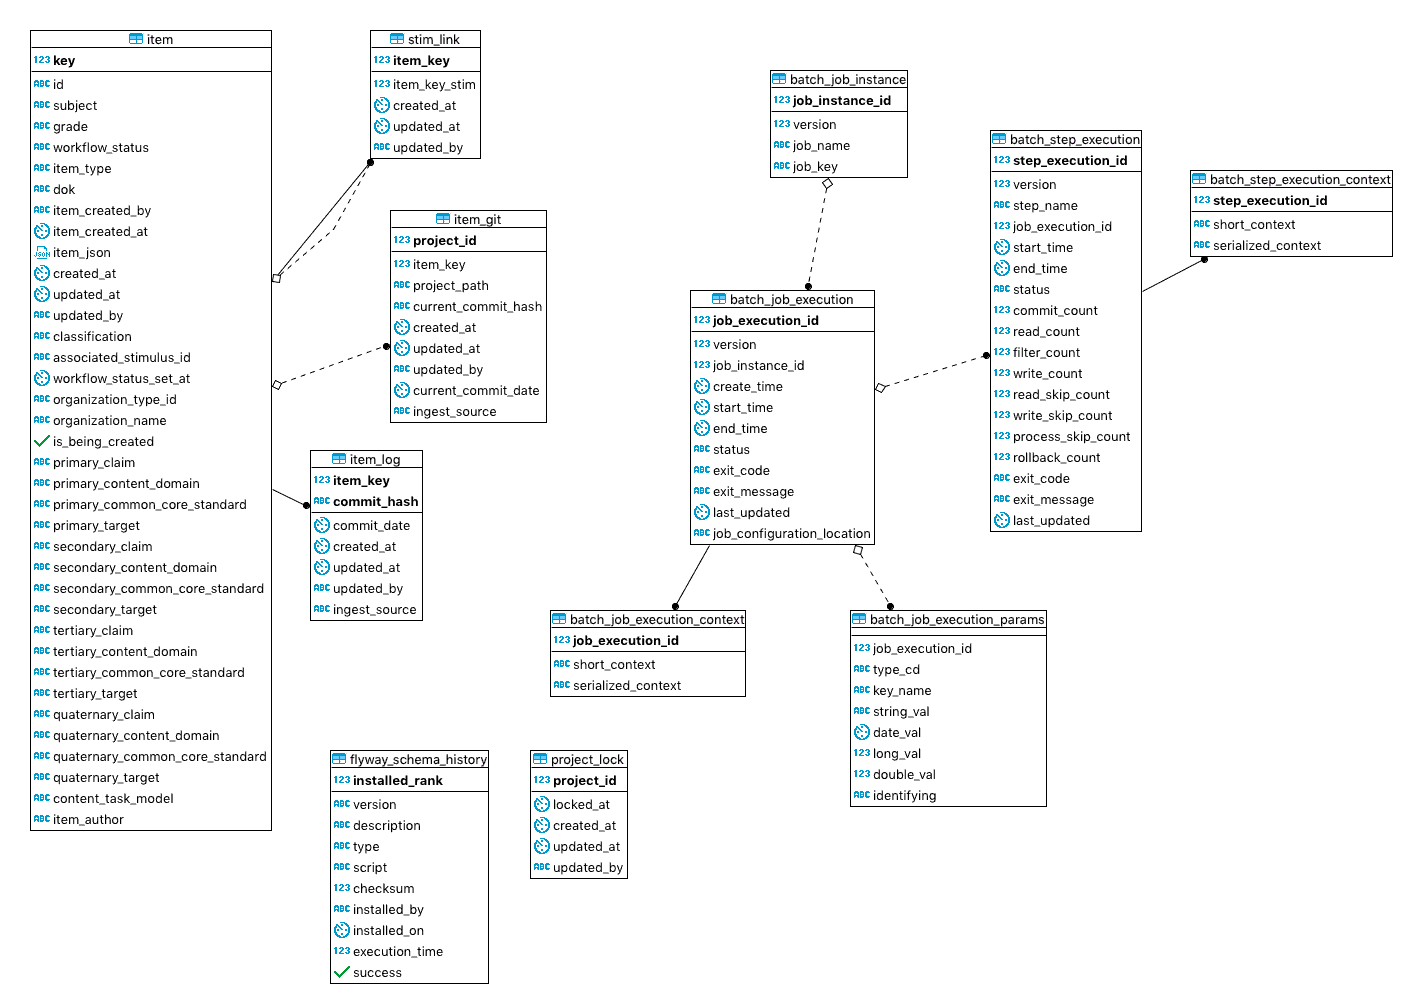 item
123 key
ABC id
ABC subject
ABC grade
ABC workflow_status
ABC item_type
ABC dok
ABC item_created_by
item_created_at
JSON item_json
created_at
updated_at
ABC updated_by
ABC classification
ABC associated_stimulus_id
workflow_status_set_at
ABC organization_type_id
ABC organization_name
is_being_created
ABC primary_claim
ABC primary_content_domain
ABC primary_common_core_standard
ABC primary_target
ABC secondary_claim
ABC secondary_content_domain
ABC secondary_common_core_standard
ABC secondary_target
ABC tertiary_claim
ABC tertiary_content_domain
ABC tertiary_common_core_standard
ABC tertiary_target
ABC quaternary_claim
ABC quaternary_content_domain
ABC quaternary_common_core_standard
ABC quaternary_target
ABC content_task_model
ABC item_author
stim_link
123 item_key
123 item_key_stim
created_at
updated_at
ABC updated_by
item_git
123 project_id
123 item_key
ABC project_path
ABC current_commit_hash
created_at
updated_at
ABC updated_by
current_commit_date
ABC ingest_source
item_log
123 item_key
ABC commit_hash
commit_date
created_at
updated_at
ABC updated_by
ABC ingest_source
flyway_schema_history
123 installed_rank
ABC version
ABC description
ABC type
ABC script
123 checksum
ABC installed_by
installed_on
123 execution_time
success
project_lock
123 project_id
locked_at
created_at
updated_at
ABC updated_by
batch_job_instance
123 job_instance_id
123 version
ABC job_name
ABC job_key
batch_job_execution
123 job_execution_id
123 version
123 job_instance_id
create_time
start_time
end_time
ABC status
ABC exit_code
ABC exit_message
last_updated
ABC job_configuration_location
batch_job_execution_context
123 job_execution_id
ABC short_context
ABC serialized_context
batch_job_execution_params
123 job_execution_id
ABC type_cd
ABC key_name
ABC string_val
date_val
123 long_val
123 double_val
ABC identifying
batch_step_execution
123 step_execution_id
123 version
ABC step_name
123 job_execution_id
start_time
end_time
ABC status
123 commit_count
123 read_count
123 filter_count
123 write_count
123 read_skip_count
123 write_skip_count
123 process_skip_count
123 rollback_count
ABC exit_code
ABC exit_message
last_updated
batch_step_execution_context
123 step_execution_id
ABC short_context
ABC serialized_context